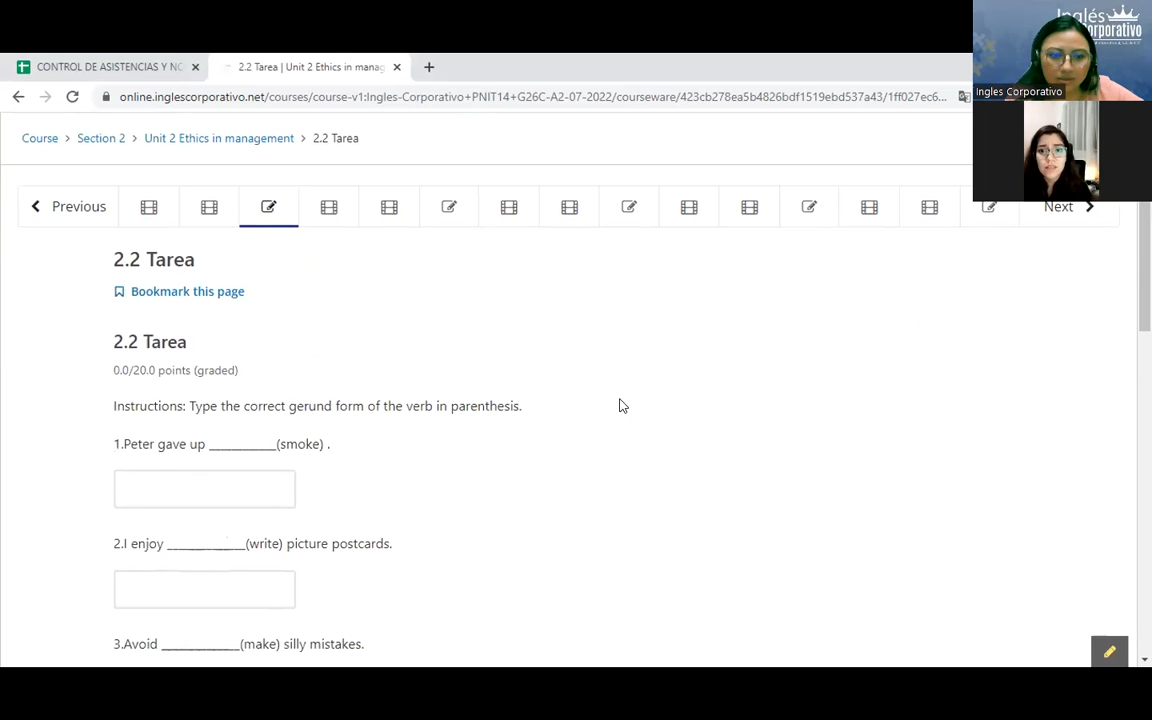 Inglés
Corporativo
Ingles Corporativo
CONTROL DE ASISTENCIAS Y NO
2.2 Tarea | Unit 2 Ethics in manag
online.inglescorporativo.net/courses/course-v1:Ingles-Corporativo+PNIT14+G26C-A2-07-2022/courseware/423cb278ea5b4826bdf1519ebd537a43/1ff027ec6...
Course > Section 2 > Unit 2 Ethics in management > 2.2 Tarea
Previous
Next
2.2 Tarea
Bookmark this page
2.2 Tarea
0.0/20.0 points (graded)
Instructions: Type the correct gerund form of the verb in parenthesis.
1.Peter gave up __________(smoke) .
2.I enjoy ___________(write) picture postcards.
3.Avoid ___________(make) silly mistakes.